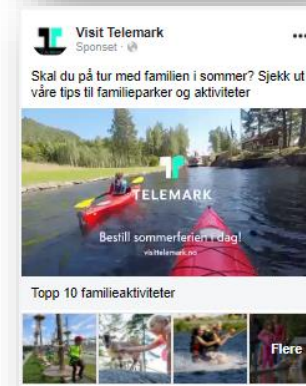 Visit Telemark
Sponset ·
Skal du på tur med familien i sommer? Sjekk ut
våre tips til familieparker og aktiviteter
TELEMARK
Bestill sommerferien i dag!
visittelemark.no
Topp 10 familieaktiviteter
Flere